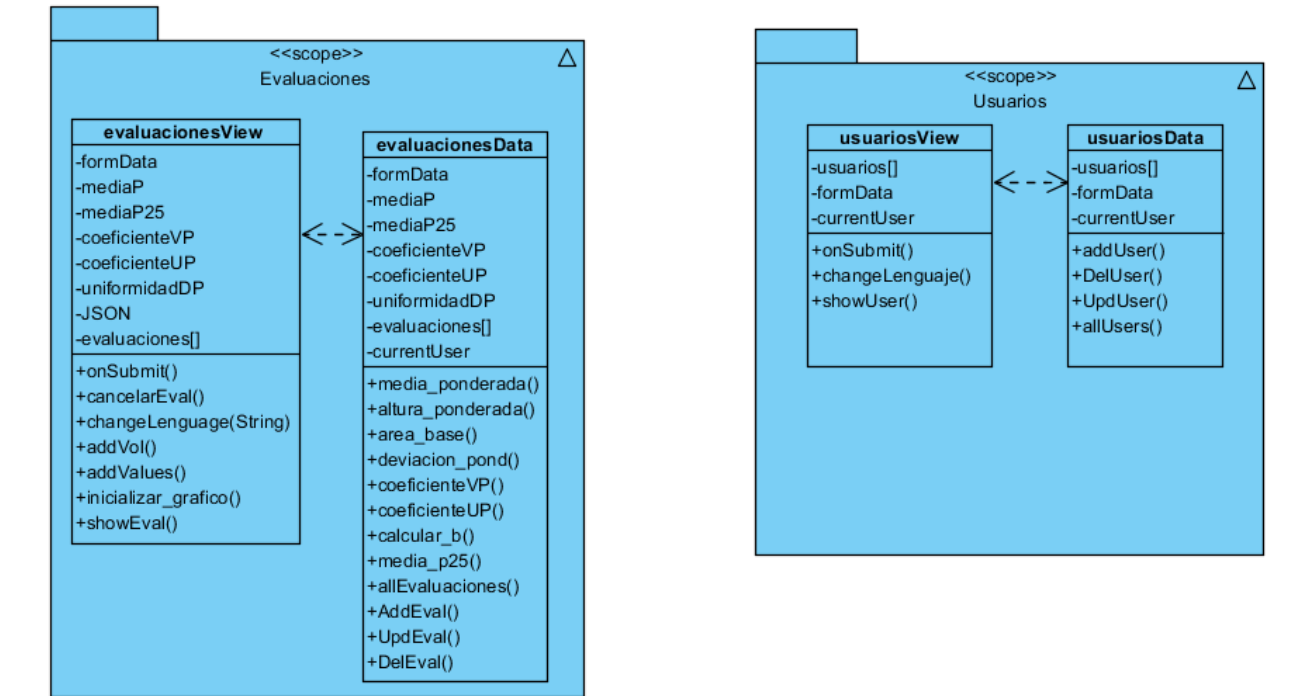 <<scope>>
Evaluaciones
evaluacionesView
-formData
-mediaP
-mediaP25
-coeficienteVP
-coeficienteUP
-uniformidadDP
-JSON
-evaluaciones[]
+onSubmit()
+cancelarEval()
+changeLenguage(String)
+addVol()
+addValues()
+inicializar_grafico()
+showEval()
evaluacionesData
-formData
-mediaP
-mediaP25
-coeficienteVP
-coeficienteUP
-uniformidadDP
-evaluaciones[]
-currentUser
+media_ponderada()
+altura_ponderada()
+area_base()
+deviacion_pond()
+coeficienteVP()
+coeficienteUP()
+calcular_b()
+media_p25()
+allEvaluaciones()
+AddEval()
+UpdEval()
+DelEval()
<<scope>>
Usuarios
usuariosView
-usuarios[]
-formData
-currentUser
+onSubmit()
+changeLenguaje()
+showUser()
usuariosData
-usuarios[]
-formData
-currentUser
+addUser()
+DelUser()
+UpdUser()
+allUsers()